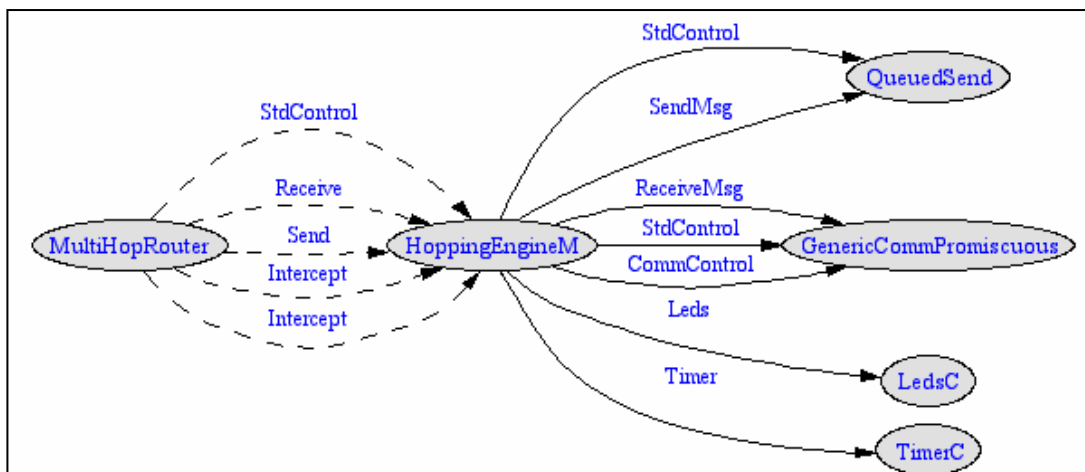 StdControl
QueuedSend
SendMsg
StdControl
Receive
ReceiveMsg
MultiHopRouter
Send
HoppingEngineM
StdControl
GenericCommPromiscuous
Intercept
CommControl
Intercept
Leds
Timer
LedsC
TimerC